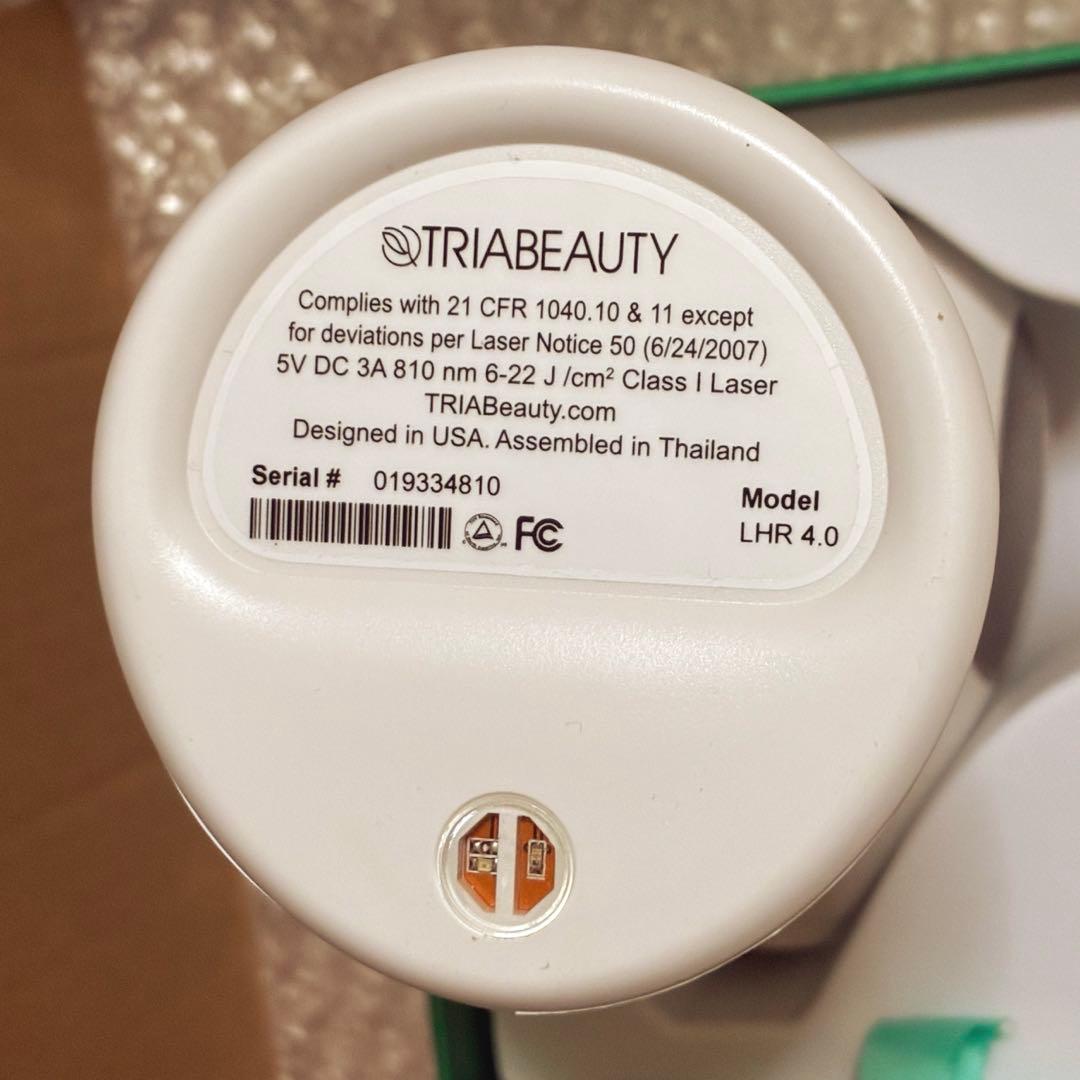 TRIABEAUTY
Complies with 21 CFR 1040.10 & 11 except
for deviations per Laser Notice 50 (6/24/2007)
5V DC 3A 810 nm 6-22 J /cm² Class I Laser
TRIABeauty.com
Designed in USA. Assembled in Thailand
Serial # 019334810
Model
LHR 4.0
FC